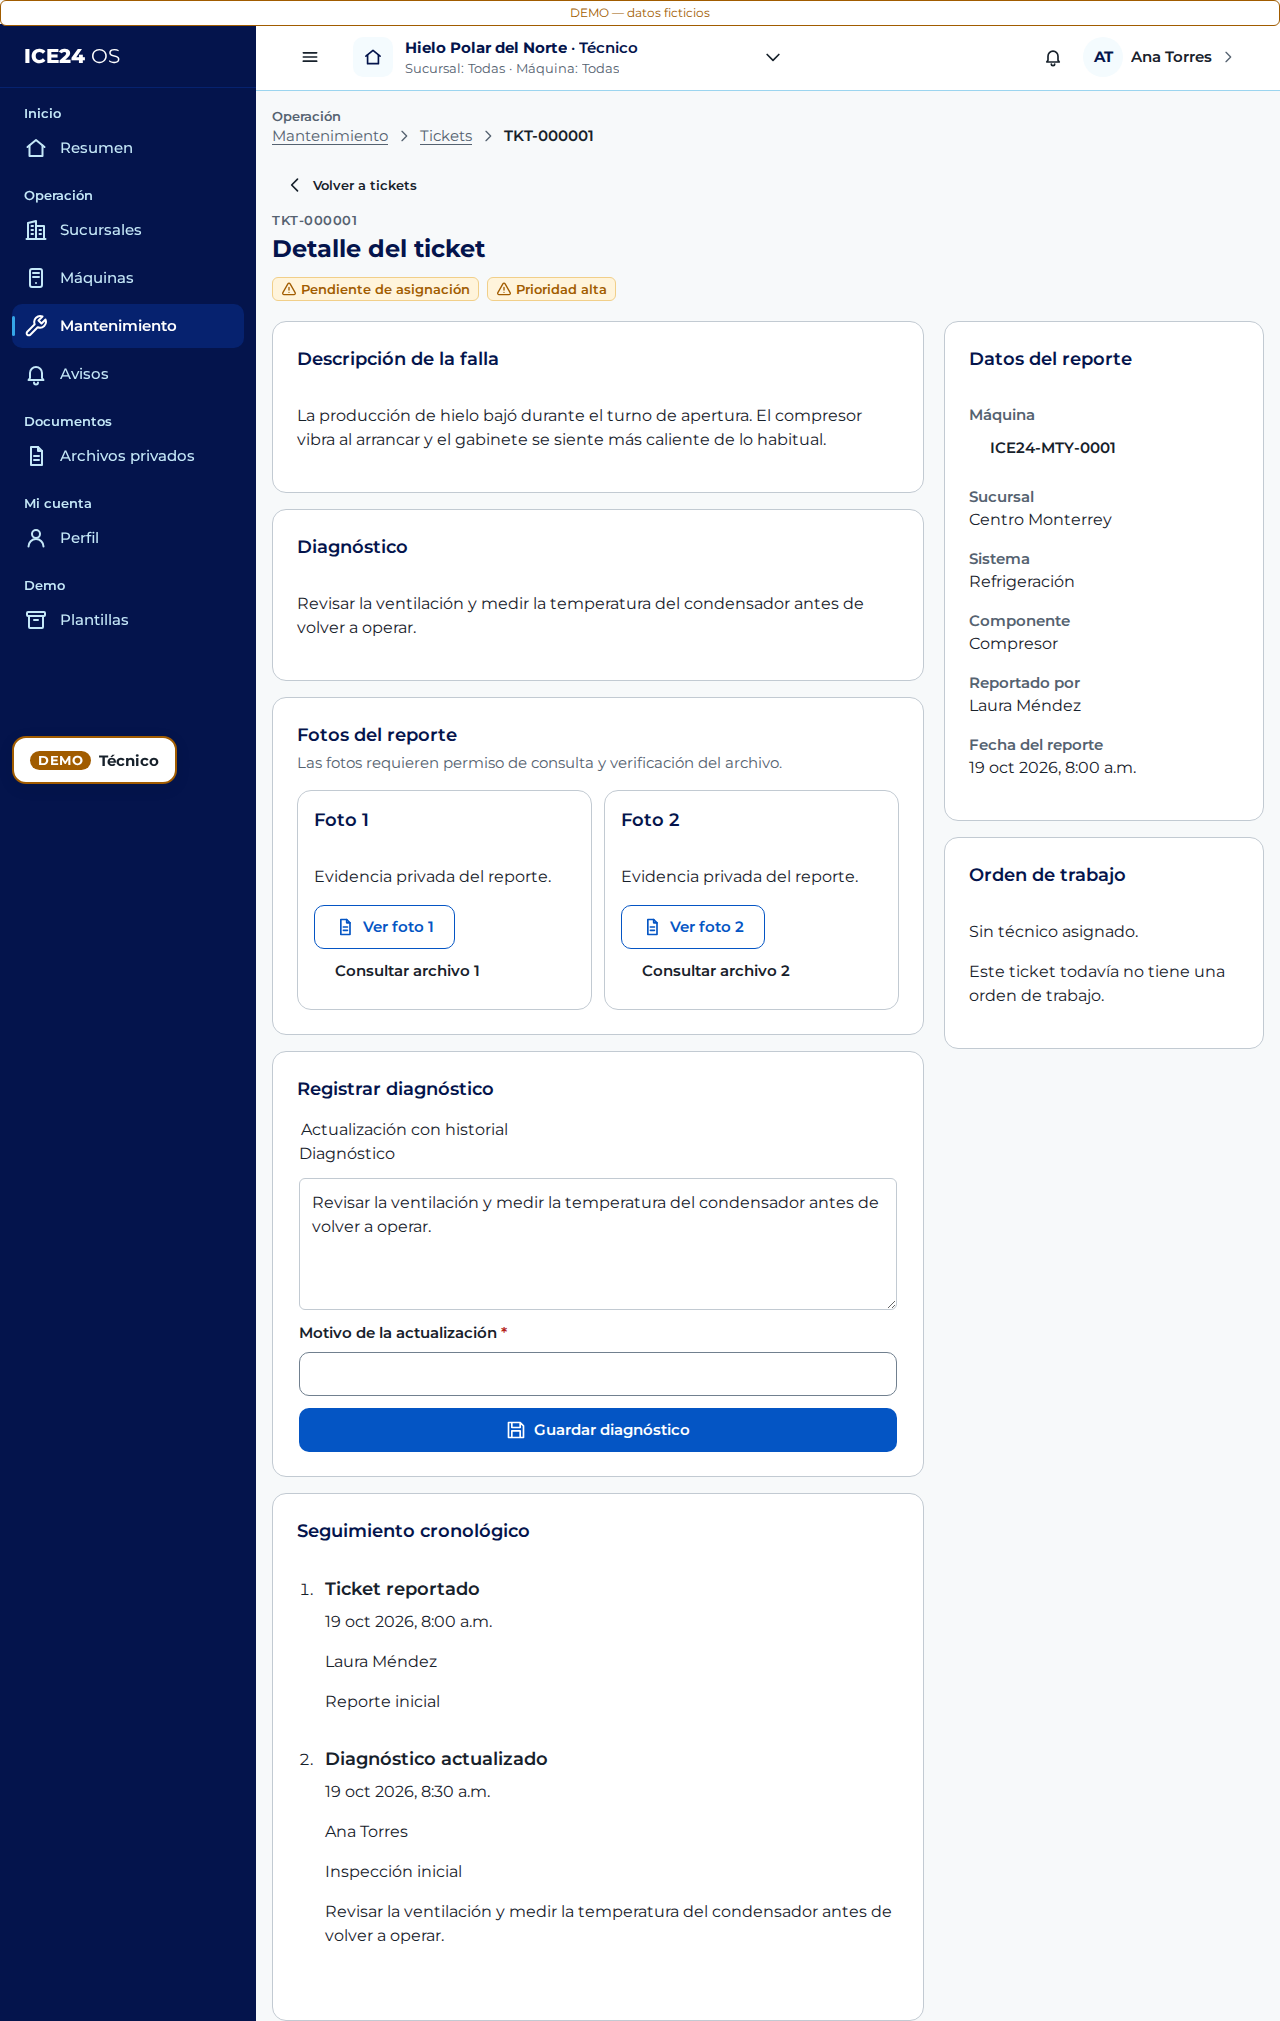 DEMO — datos ficticios
ICE24 OS
Inicio
Resumen
Operación
Sucursales
Máquinas
Mantenimiento
Avisos
Documentos
Archivos privados
Mi cuenta
Perfil
Demo
Plantillas
DEMO Técnico
Hielo Polar del Norte · Técnico
Sucursal: Todas · Máquina: Todas
AT Ana Torres
Operación
Mantenimiento > Tickets > TKT-000001
Volver a tickets
TKT-000001
Detalle del ticket
Pendiente de asignación
Prioridad alta
Descripción de la falla
La producción de hielo bajó durante el turno de apertura. El compresor
vibra al arrancar y el gabinete se siente más caliente de lo habitual.
Diagnóstico
Revisar la ventilación y medir la temperatura del condensador antes de
volver a operar.
Fotos del reporte
Las fotos requieren permiso de consulta y verificación del archivo.
Foto 1
Evidencia privada del reporte.
Ver foto 1
Consultar archivo 1
Foto 2
Evidencia privada del reporte.
Ver foto 2
Consultar archivo 2
Registrar diagnóstico
Actualización con historial
Diagnóstico
Revisar la ventilación y medir la temperatura del condensador antes de
volver a operar.
Motivo de la actualización *
Guardar diagnóstico
Seguimiento cronológico
1. Ticket reportado
19 oct 2026, 8:00 a.m.
Laura Méndez
Reporte inicial
2. Diagnóstico actualizado
19 oct 2026, 8:30 a.m.
Ana Torres
Inspección inicial
Revisar la ventilación y medir la temperatura del condensador antes de
volver a operar.
Datos del reporte
Máquina
ICE24-MTY-0001
Sucursal
Centro Monterrey
Sistema
Refrigeración
Componente
Compresor
Reportado por
Laura Méndez
Fecha del reporte
19 oct 2026, 8:00 a.m.
Orden de trabajo
Sin técnico asignado.
Este ticket todavía no tiene una
orden de trabajo.